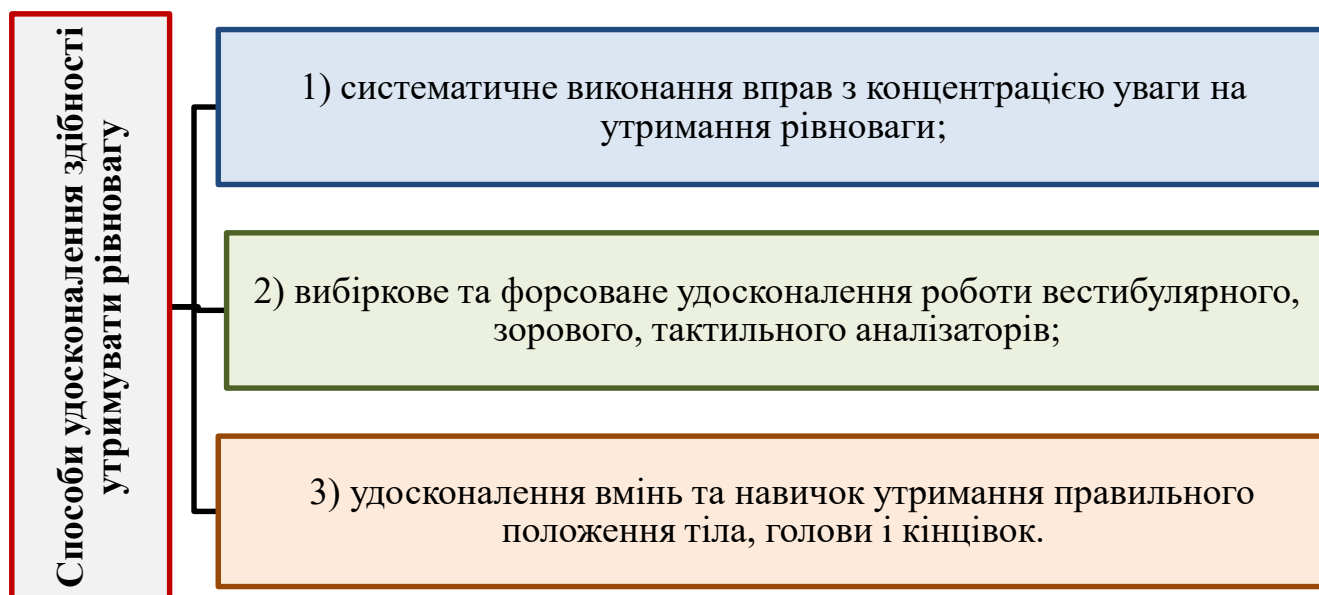 Способи удосконалення здібності
утримувати рівновагу
1) систематичне виконання вправ з концентрацією уваги на
утримання рівноваги;
2) вибіркове та форсоване удосконалення роботи вестибулярного,
зорового, тактильного аналізаторів;
3) удосконалення вмінь та навичок утримання правильного
положення тіла, голови і кінцівок.